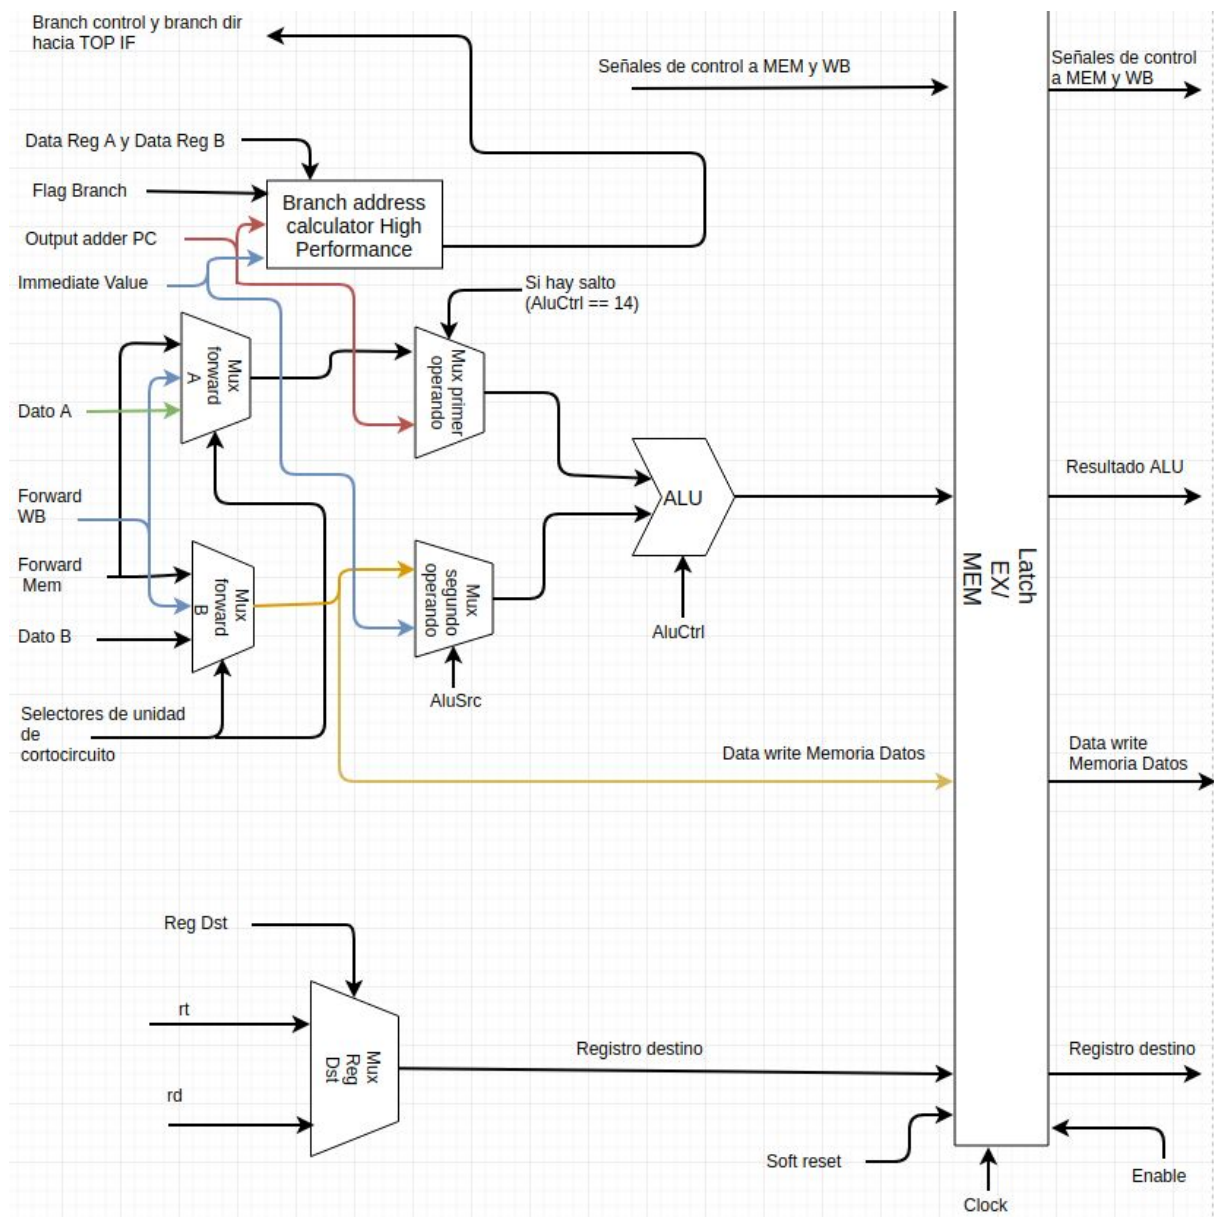 Branch control y branch dir
hacia TOP IF
Señales de control a MEM y WB
Señales de control
a MEM y WB
Data Reg A y Data Reg B
Flag Branch
Output adder PC
Immediate Value
Branch address
calculator High
Performance
Si hay salto
(AluCtrl == 14)
Mux
forward
A
Mux primer
operando
Dato A
Forward
WB
Forward
Mem
Dato B
Mux
forward
B
Mux
segundo
operando
ALU
AluCtrl
AluSrc
Resultado ALU
Latch
EX/
MEM
Selectores de unidad
de
cortocircuito
Data write Memoria Datos
Data write
Memoria Datos
Reg Dst
rt
rd
Mux
Reg
Dst
Registro destino
Registro destino
Soft reset
Enable
Clock